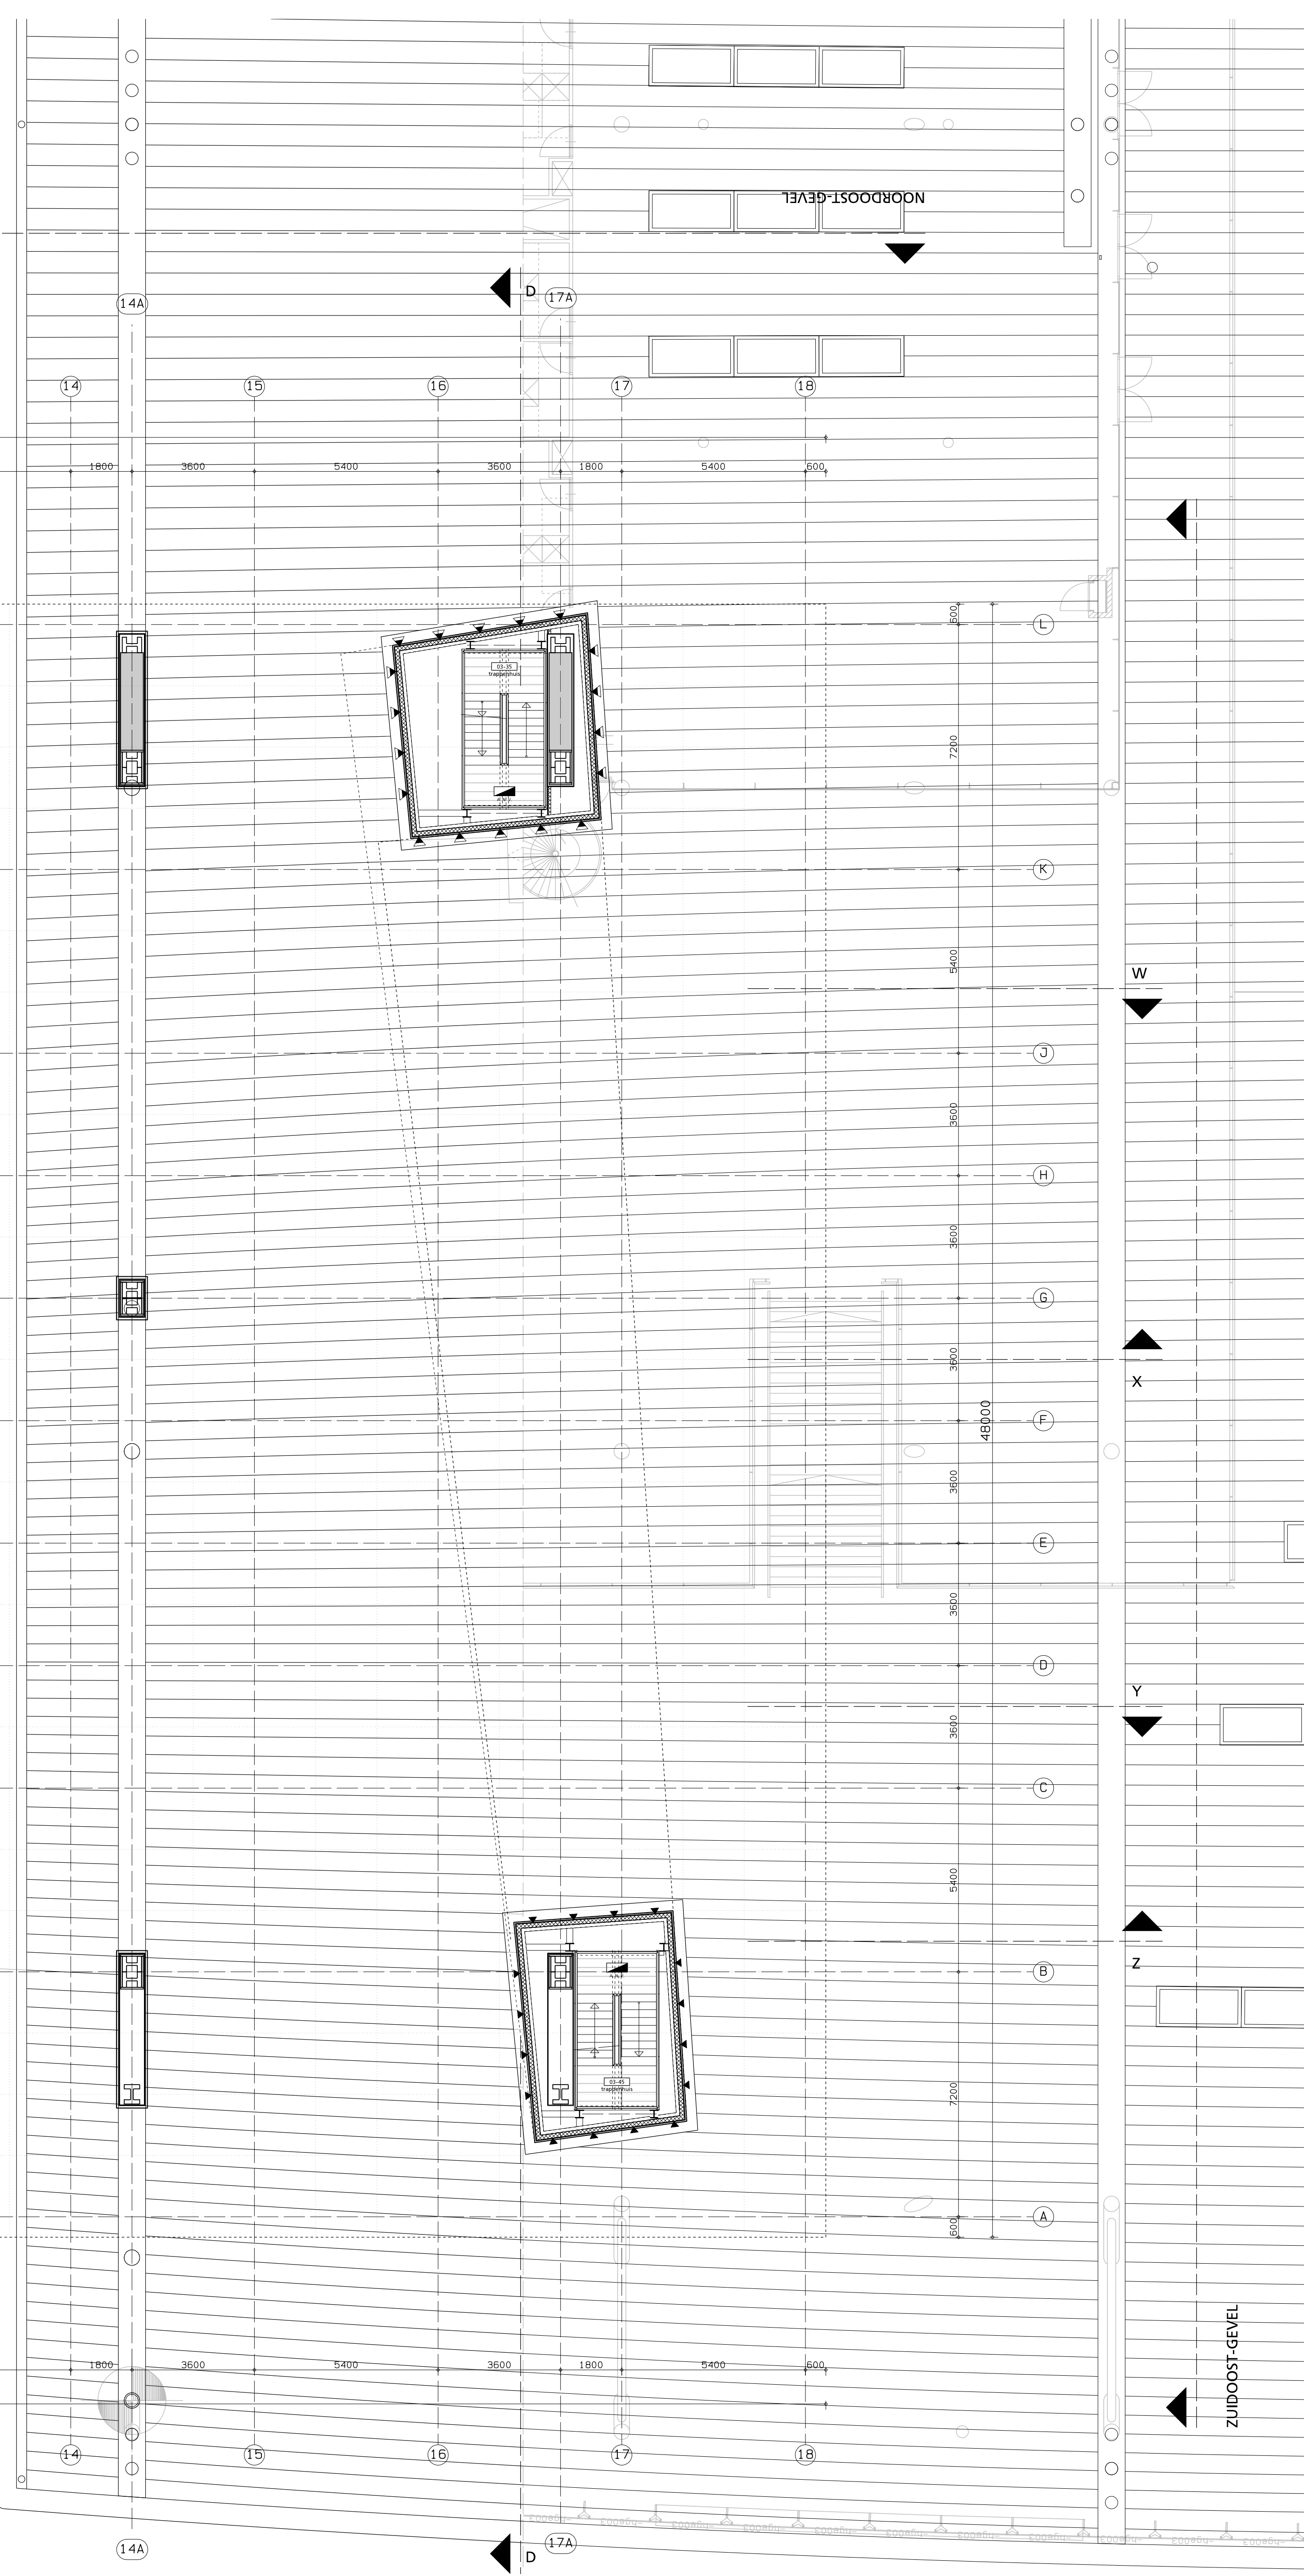 NOORDOOST-GEVEL
D
14A
17A
14
15
16
17
18
1800
3600
5400
3600
1800
5400
600
600
L
03-35
trappenhuis
7200
K
5400
W
J
3600
H
3600
G
3600
X
48000
F
3600
E
3600
D
Y
3600
C
5400
Z
B
03-45
trappenhuis
7200
A
600
ZUIDOOST-GEVEL
1800
3600
5400
3600
1800
5400
600
14
15
16
17
18
14A
17A
D